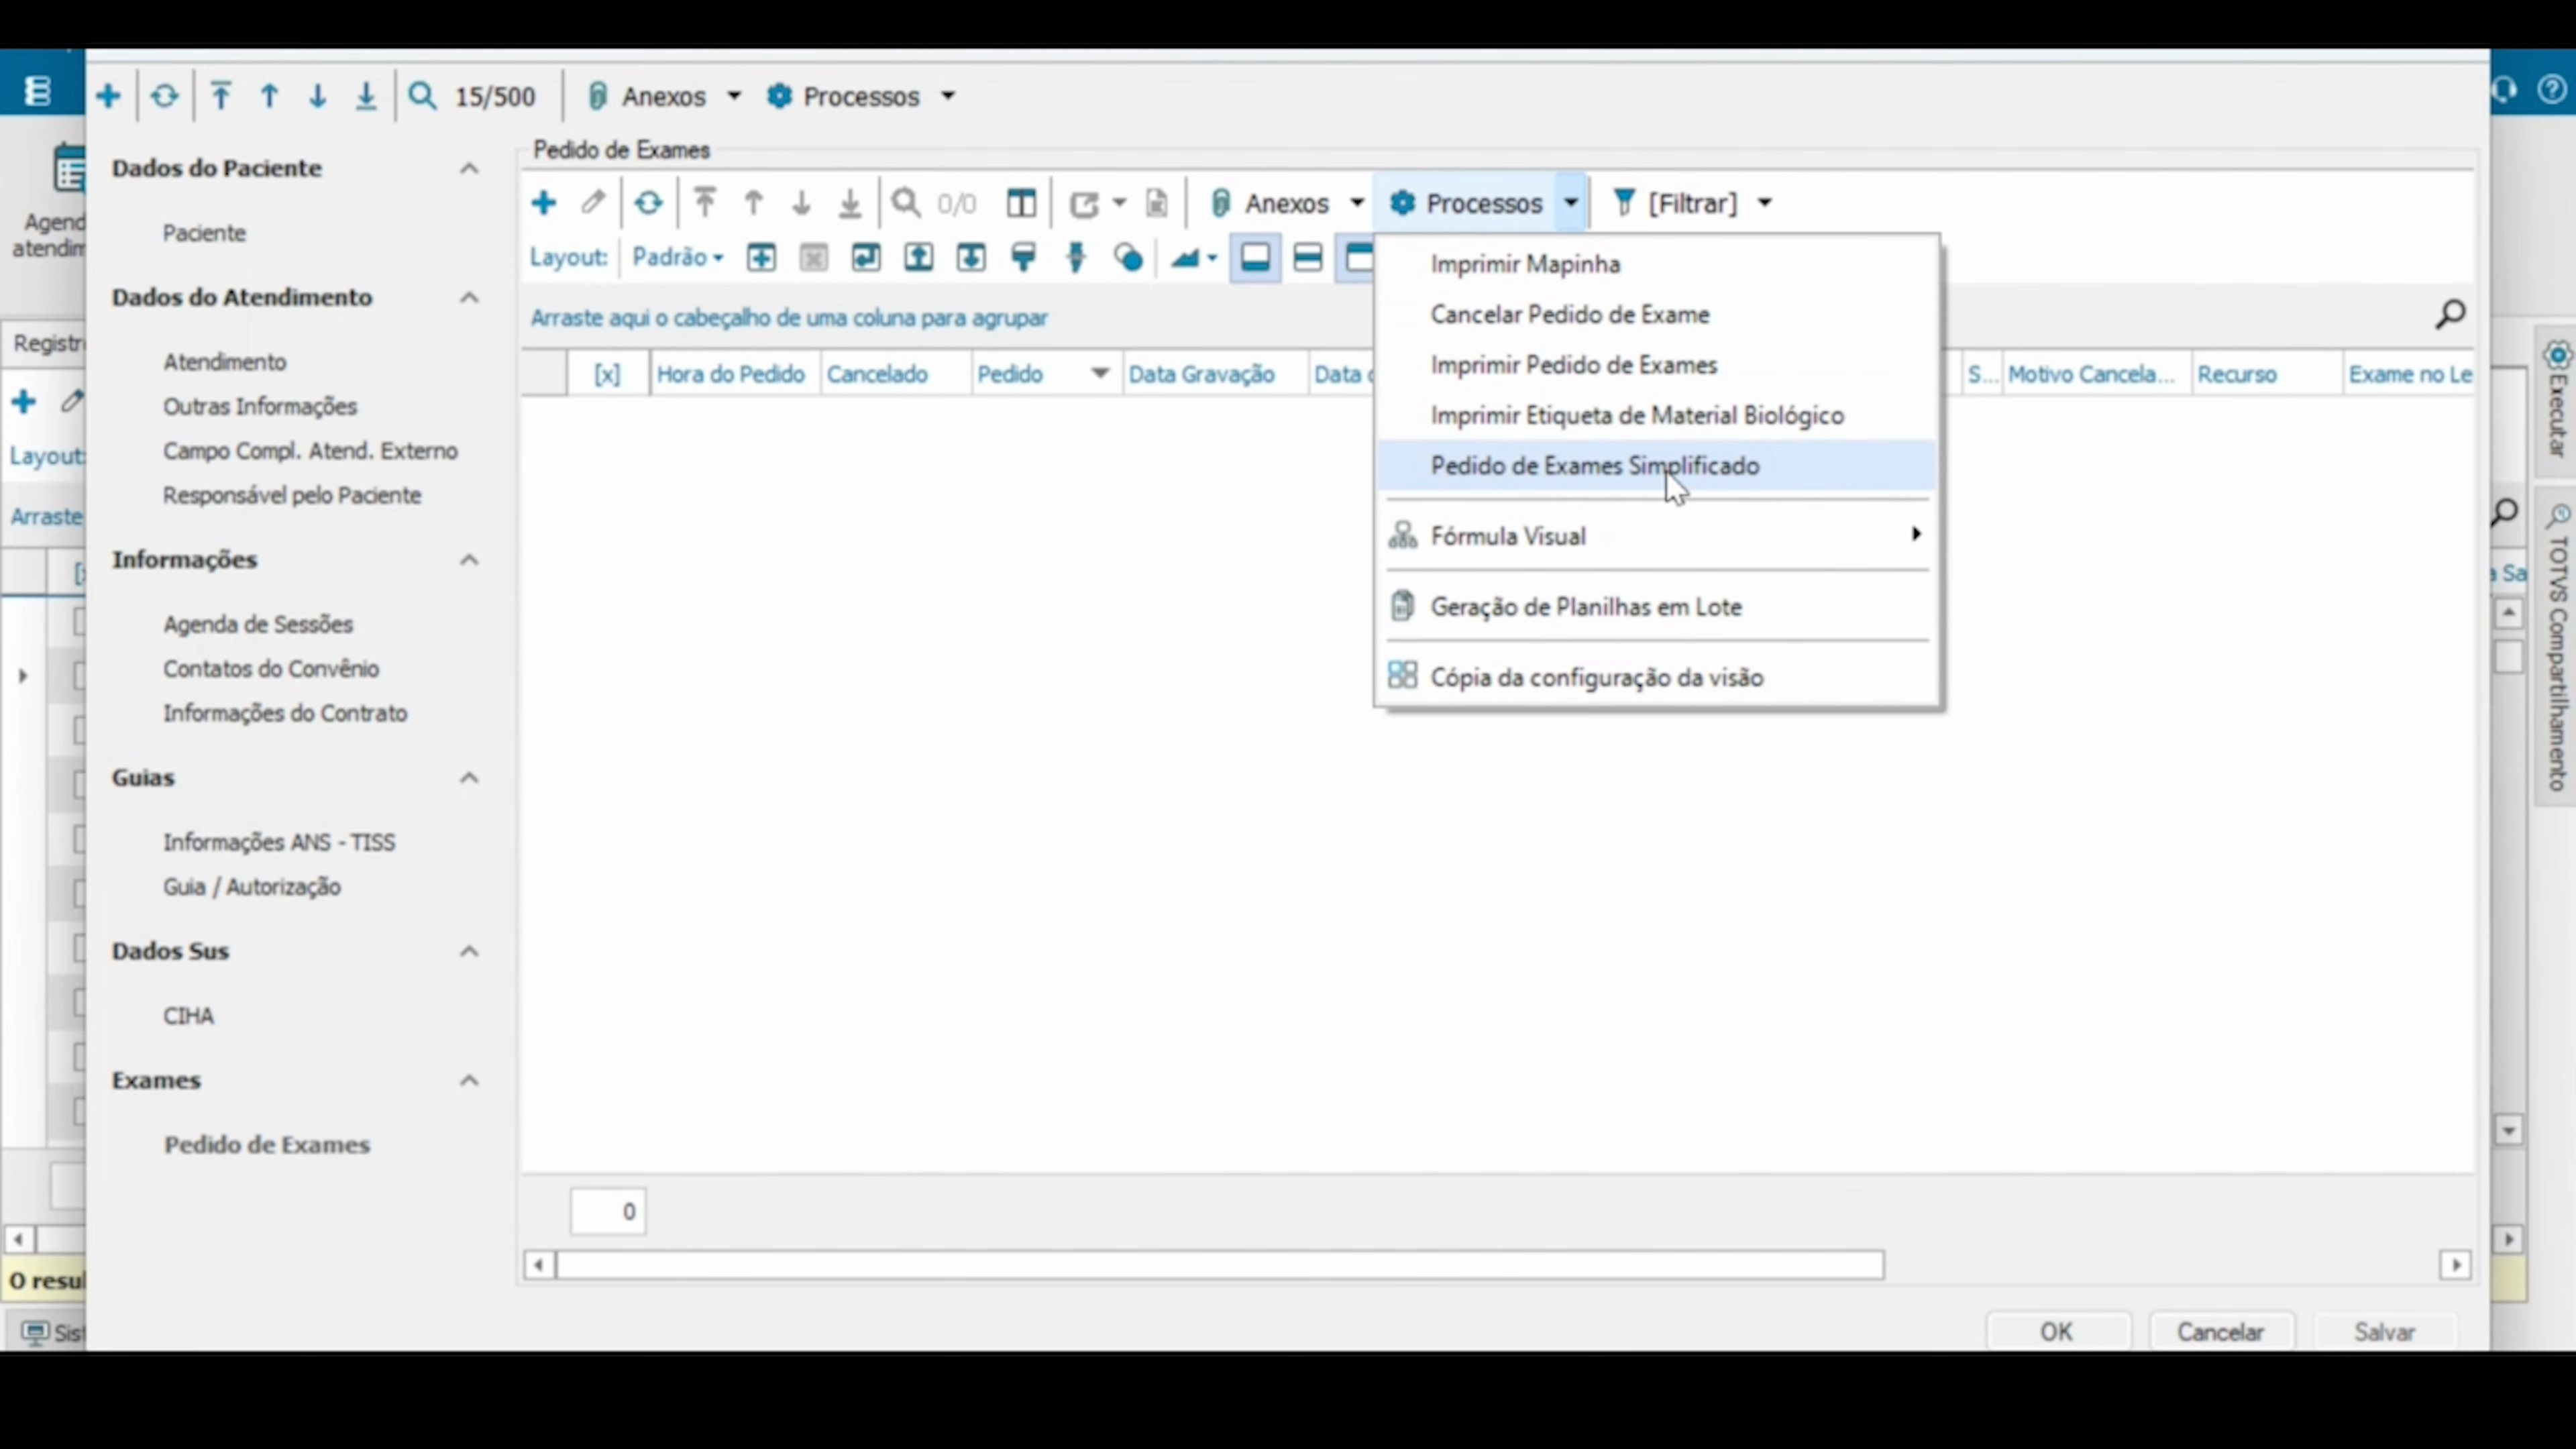 15/500 Anexos Processos
Agend
atendim
Registr
Layout:
Arraste
O resul
Sist
Dados do Paciente
Paciente
Dados do Atendimento
Atendimento
Outras Informações
Campo Compl. Atend. Externo
Responsável pelo Paciente
Informações
Agenda de Sessões
Contatos do Convênio
Informações do Contrato
Guias
Informações ANS - TISS
Guia / Autorização
Dados Sus
CIHA
Exames
Pedido de Exames
Pedido de Exames
0/0 Anexos Processos [Filtrar]
Layout: Padrão
Arraste aqui o cabeçalho de uma coluna para agrupar
[x] Hora do Pedido Cancelado Pedido Data Gravação Data S... Motivo Cancela... Recurso Exame no Le
Imprimir Mapinha
Cancelar Pedido de Exame
Imprimir Pedido de Exames
Imprimir Etiqueta de Material Biológico
Pedido de Exames Simplificado
Fórmula Visual
Geração de Planilhas em Lote
Cópia da configuração da visão
0
OK Cancelar Salvar
Executar
TOTVS Compartilhamento
a Sa